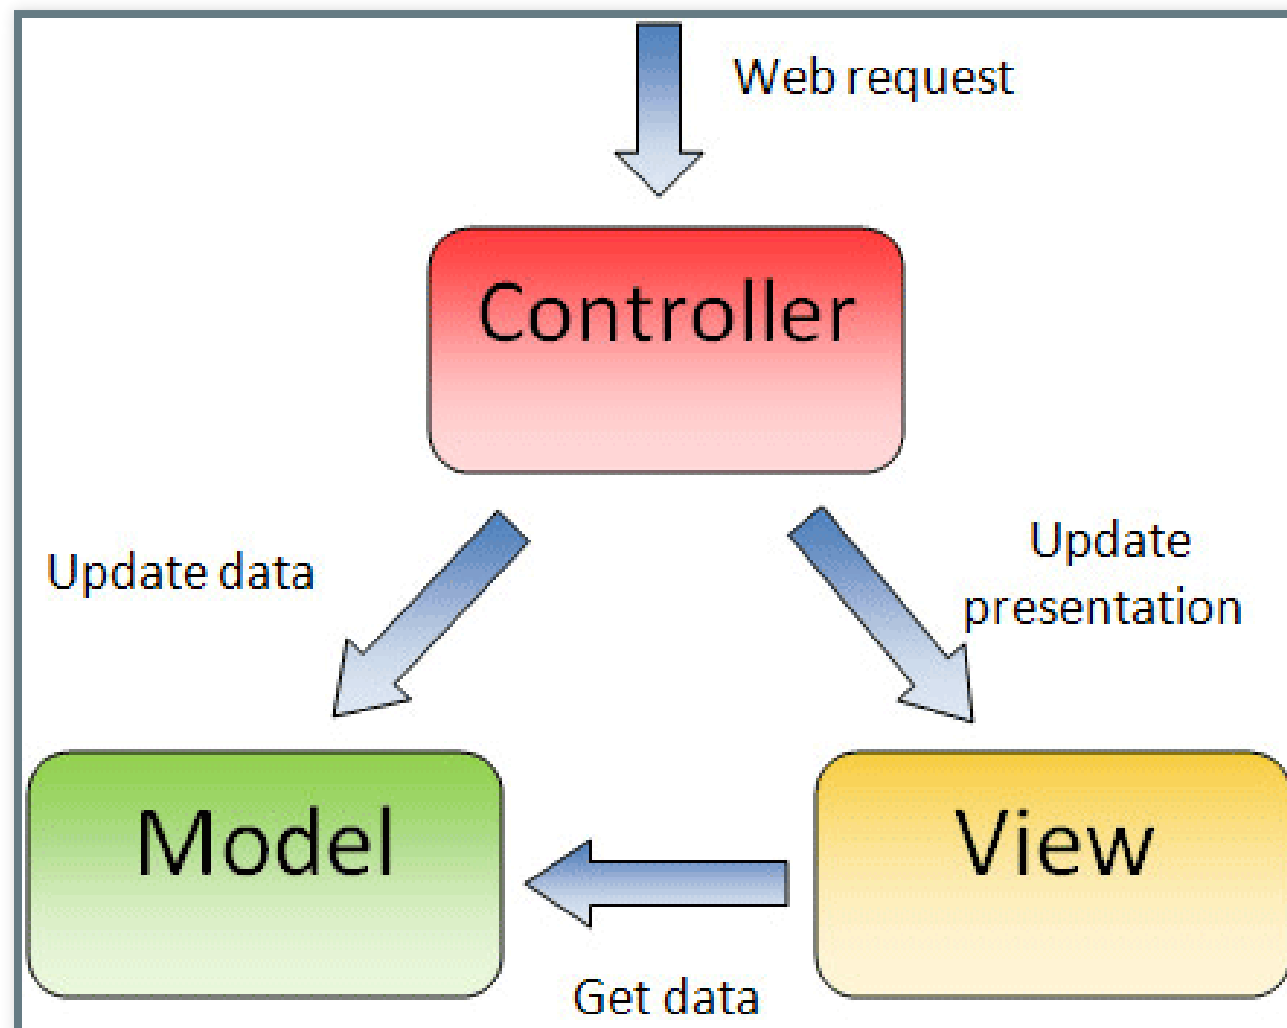 Web request
Controller
Update data
Update
presentation
Model
View
Get data